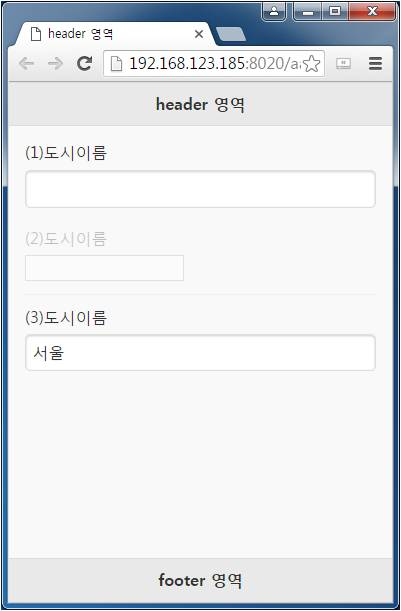 header 영역
192.168.123.185:8020/aa
header 영역
(1)도시이름
(2)도시이름
(3)도시이름
서울
footer 영역